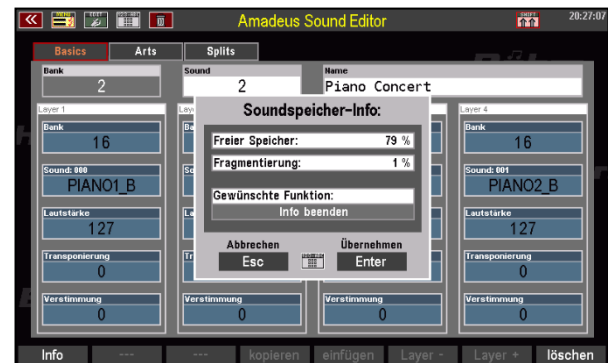 MENU
TEST
Amadeus Sound Editor
SHIFT
20:27:07
Basics Arts Splits
Bank
2
Sound
2
Name
Piano Concert
Layer 1
Bank
16
Sound: 000
PIANO1_B
Lautstärke
127
Transponierung
0
Verstimmung
0
Verstimmung
0
Verstimmung
0
Layer 4
Bank
16
Sound: 001
PIANO2_B
Lautstärke
127
Transponierung
0
Verstimmung
0
Soundspeicher-Info:
Freier Speicher: 79 %
Fragmentierung: 1 %
Gewünschte Funktion:
Info beenden
Abbrechen Übernehmen
Esc Enter
Info --- --- kopieren einfügen Layer - Layer + löschen